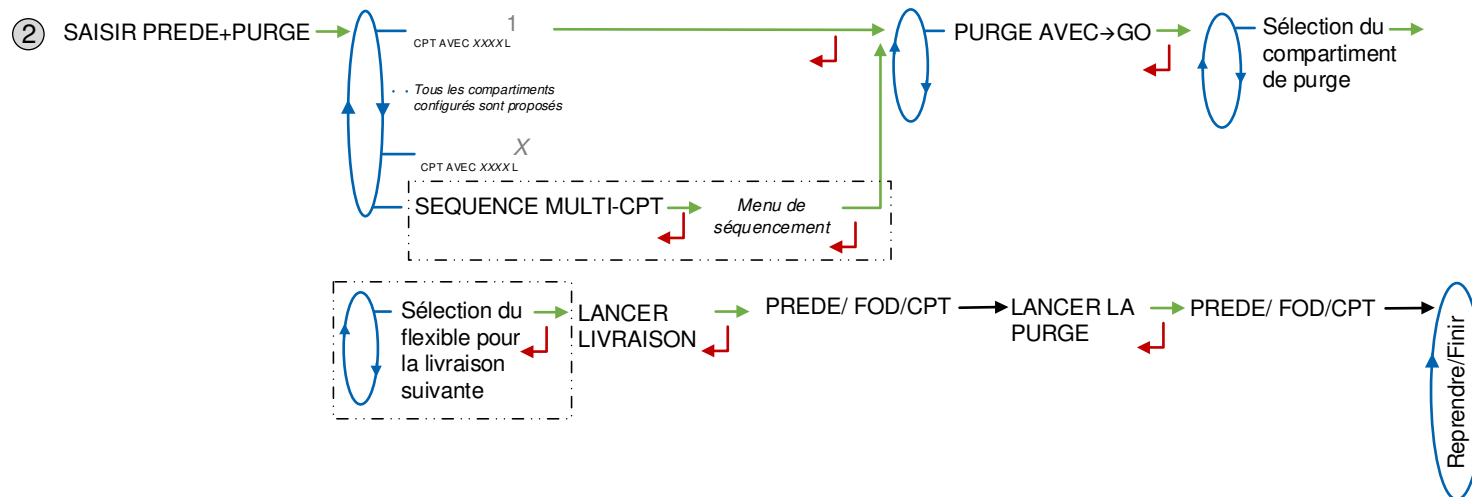 2 SAISIR PREDE+PURGE
1
CPT AVEC XXXX L
Tous les compartiments
configurés sont proposés
X
CPT AVEC XXXX L
SEQUENCE MULTI-CPT
Menu de
séquencement
PURGE AVEC→GO
Sélection du
compartiment
de purge
Sélection du
flexible pour
la livraison
suivante
LANCER
LIVRAISON
PREDE/ FOD/CPT
LANCER LA
PURGE
PREDE/ FOD/CPT
Reprendre/Finir